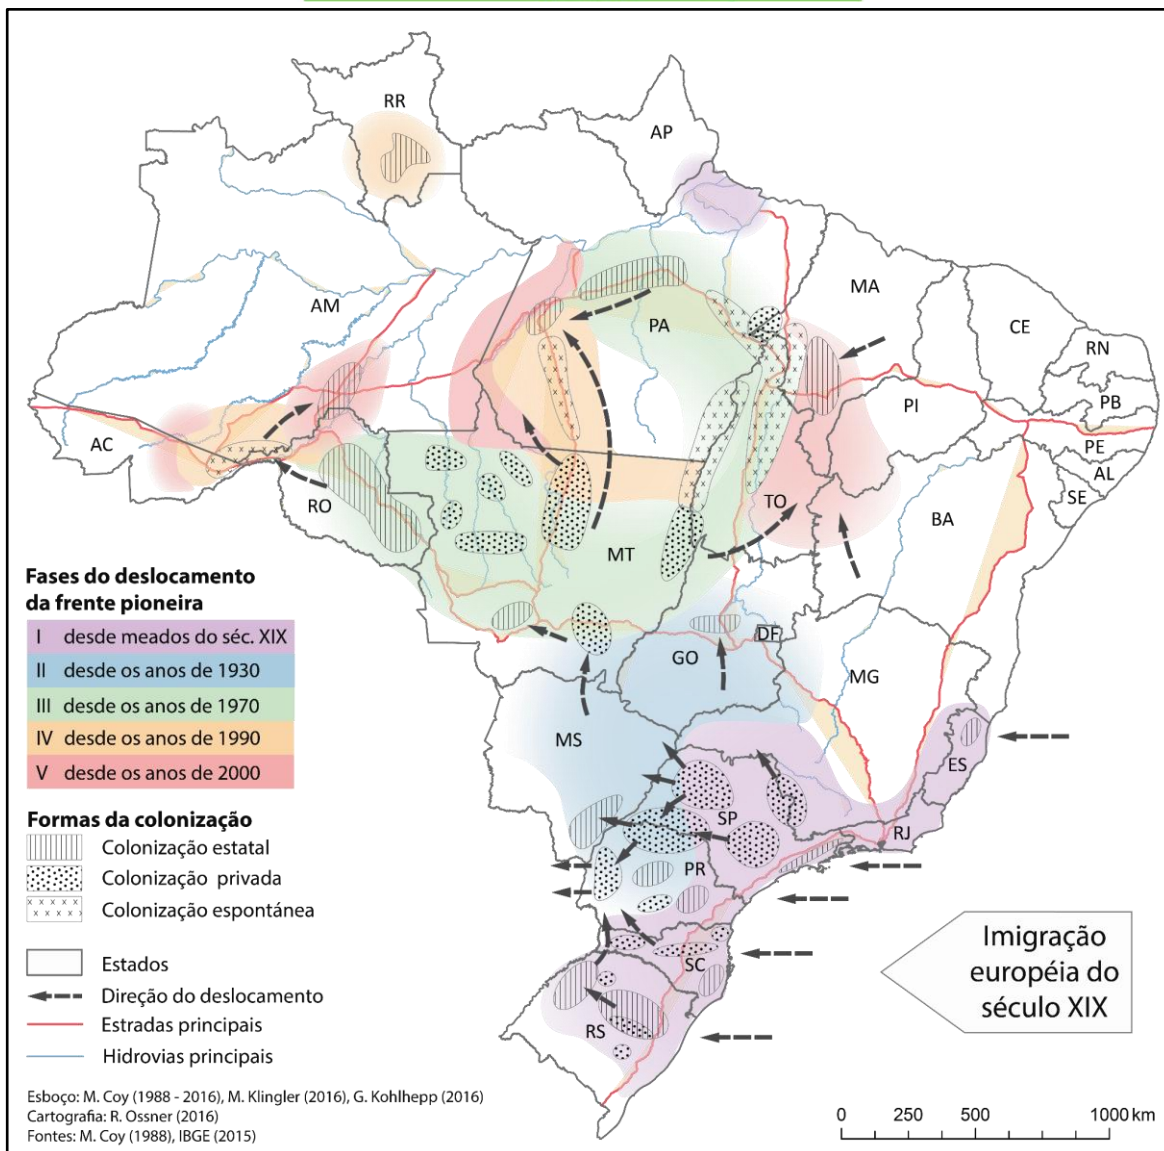 RR
AP
AM
PA
MA
CE
RN
PB
PI
PE
AC
AL
SE
RO
TO
BA
MT
DF
GO
MG
MS
ES
SP
RJ
PR
SC
RS
Fases do deslocamento
da frente pioneira
I desde meados do séc. XIX
II desde os anos de 1930
III desde os anos de 1970
IV desde os anos de 1990
V desde os anos de 2000
Formas da colonização
Colonização estatal
Colonização privada
Colonização espontánea
Estados
Direção do deslocamento
Estradas principais
Hidrovias principais
Imigração
européia do
século XIX
Esboço: M. Coy (1988 - 2016), M. Klingler (2016), G. Kohlhepp (2016)
Cartografia: R. Ossner (2016)
Fontes: M. Coy (1988), IBGE (2015)
0 250 500 1000 km